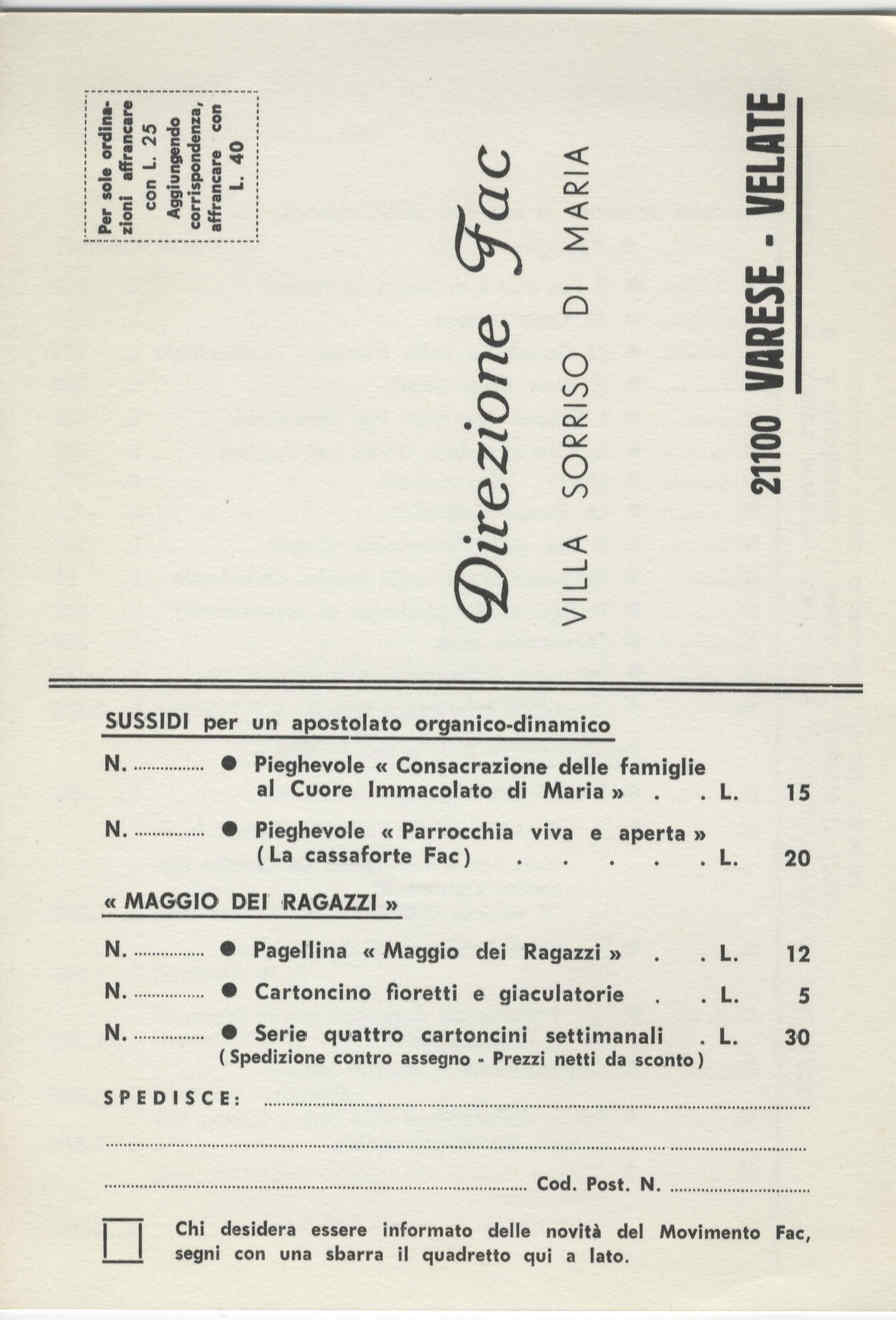 Per sole ordina-
zioni affrancare
con L. 25
Aggiungendo
corrispondenza,
affrancare con
L. 40
Direzione Fac
VILLA SORRISO DI MARIA
21100 VARESE - VELATE
SUSSIDI per un apostolato organico-dinamico
N. ................ ● Pieghevole « Consacrazione delle famiglie
al Cuore Immacolato di Maria » . . L. 15
N. ................ ● Pieghevole « Parrocchia viva e aperta »
( La cassaforte Fac ) . . . . . L. 20
« MAGGIO DEI RAGAZZI »
N. ................ ● Pagellina « Maggio dei Ragazzi » . . L. 12
N. ................ ● Cartoncino fioretti e giaculatorie . . L. 5
N. ................ ● Serie quattro cartoncini settimanali . L. 30
( Spedizione contro assegno - Prezzi netti da sconto )
SPEDISCE: ................................................
................................................
................................ Cod. Post. N. ................
Chi desidera essere informato delle novità del Movimento Fac,
segni con una sbarra il quadretto qui a lato.